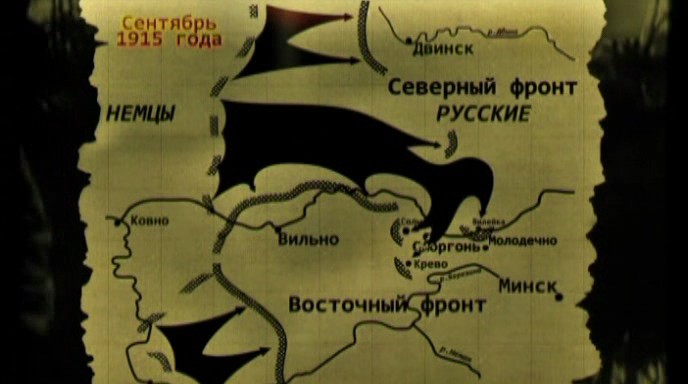 Сентябрь
1915 года
Двинск
Северный фронт
НЕМЦЫ
РУССКИЕ
Ковно
Вильно
Вилейка
Сморгонь
Молодечно
Крево
Минск
Восточный фронт